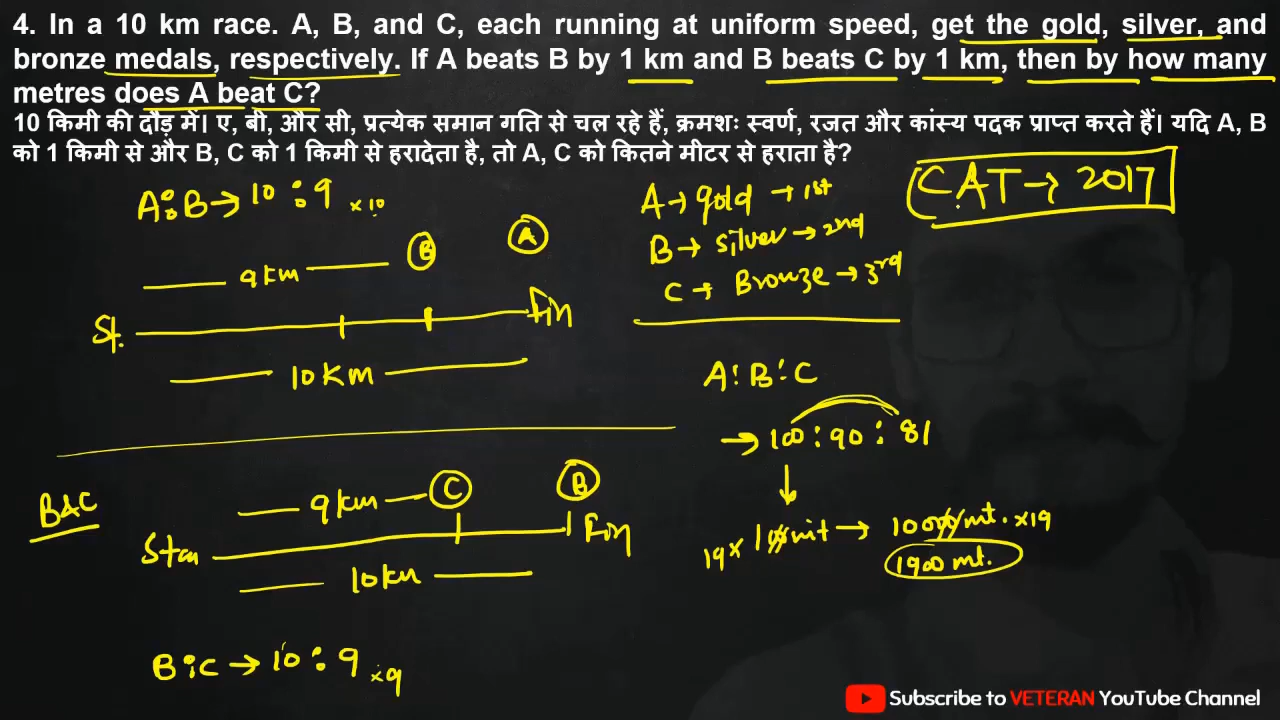 4. In a 10 km race. A, B, and C, each running at uniform speed, get the gold, silver, and
bronze medals, respectively. If A beats B by 1 km and B beats C by 1 km, then by how many
metres does A beat C?
10 किमी की दौड़ में। ए, बी, और सी, प्रत्येक समान गति से चल रहे हैं, क्रमशः स्वर्ण, रजत और कांस्य पदक प्राप्त करते हैं। यदि A, B
को 1 किमी से और B, C को 1 किमी से हरादेता है, तो A, C को कितने मीटर से हराता है?
A:B→10:9 ×10
B
A
9km
St.
Fin
10km
A→gold→1st
B→silver→2nd
C→Bronze→3rd
CAT→2017
A:B:C
→100:90:81
19×100mt→10000mt.×19
1900 mt.
B&C
9km
C
B
Stan
Fin
10km
B:C→10:9 ×9
Subscribe to VETERAN YouTube Channel